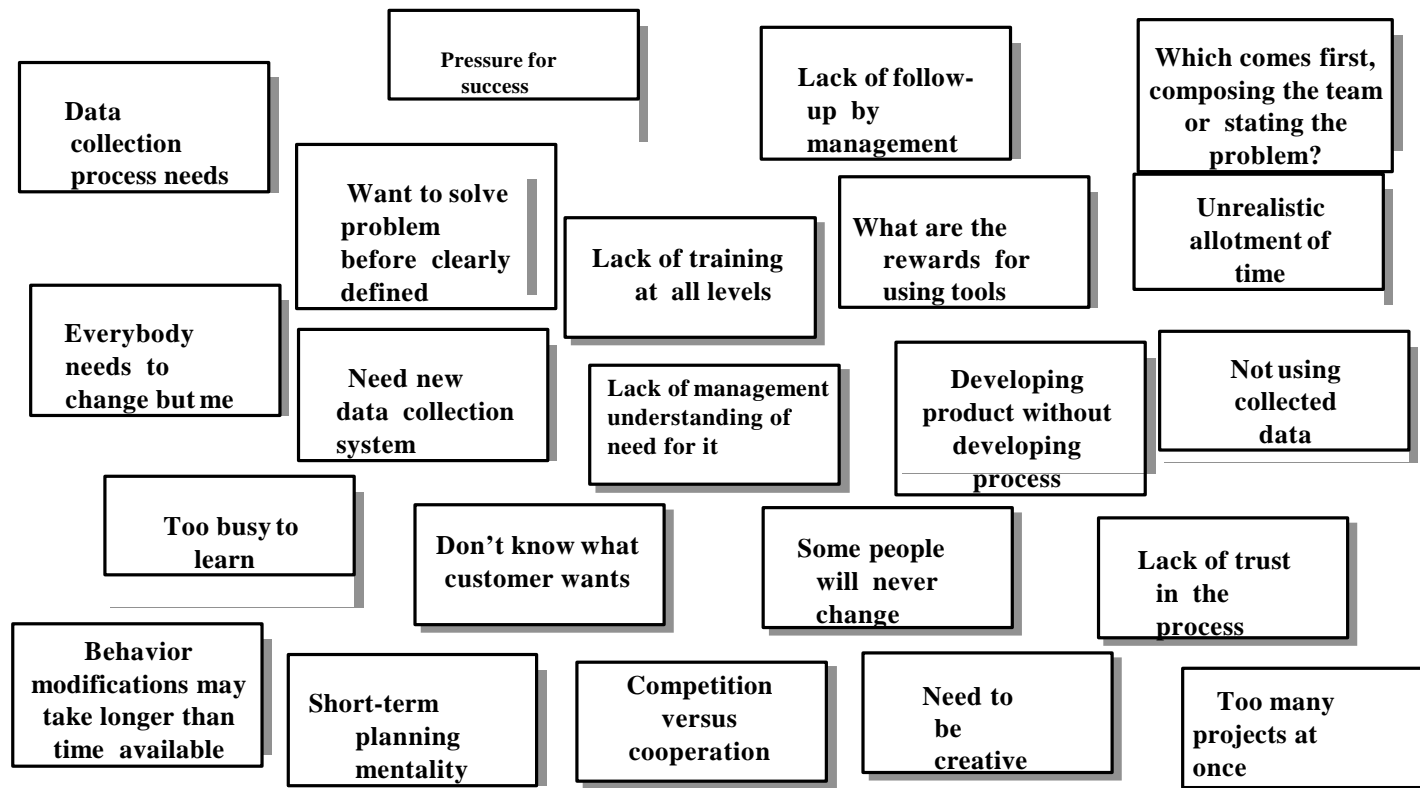 Pressure for
success
Data
collection
process needs
Lack of follow-
up by
management
Which comes first,
composing the team
or stating the
problem?
Want to solve
problem
before clearly
defined
Lack of training
at all levels
What are the
rewards for
using tools
Unrealistic
allotment of
time
Everybody
needs to
change but me
Need new
data collection
system
Lack of management
understanding of
need for it
Developing
product without
developing
process
Not using
collected
data
Too busy to
learn
Don’t know what
customer wants
Some people
will never
change
Lack of trust
in the
process
Behavior
modifications may
take longer than
time available
Short-term
planning
mentality
Competition
versus
cooperation
Need to
be
creative
Too many
projects at
once